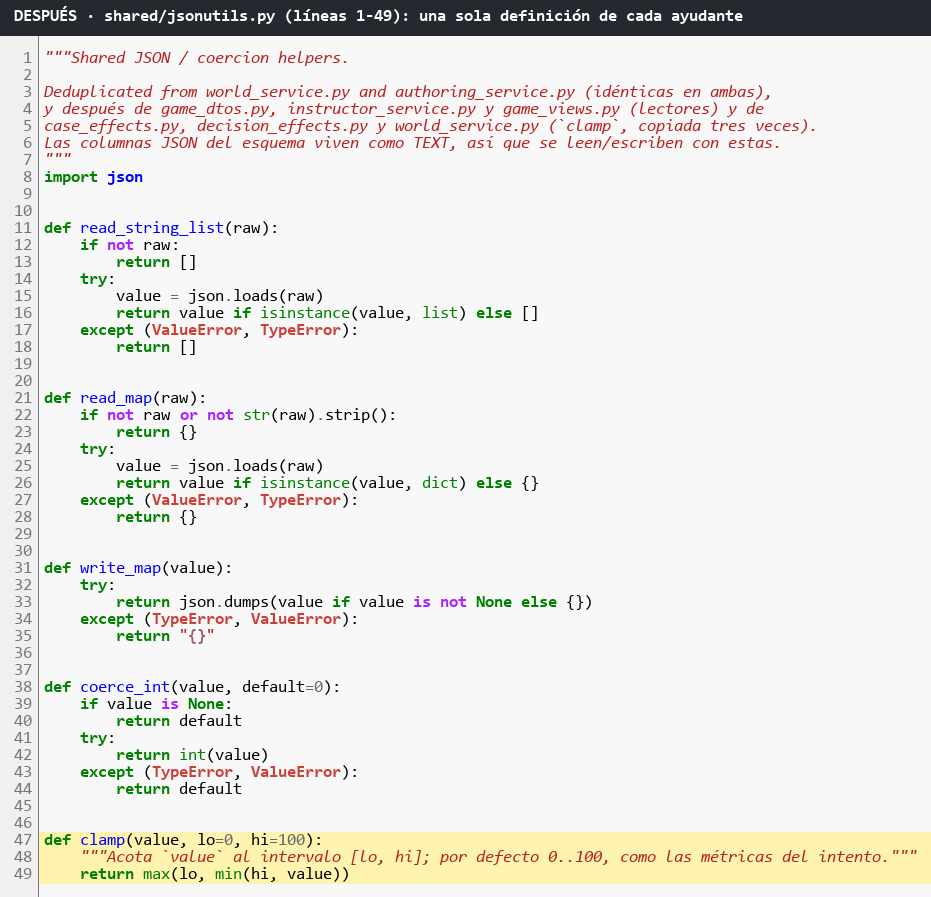 DESPUÉS · shared/jsonutils.py (líneas 1-49): una sola definición de cada ayudante
1 """Shared JSON / coercion helpers.
2
3 Deduplicated from world_service.py and authoring_service.py (idénticas en ambas),
4 y después de game_dtos.py, instructor_service.py y game_views.py (lectores) y de
5 case_effects.py, decision_effects.py y world_service.py (`clamp`, copiada tres veces).
6 Las columnas JSON del esquema viven como TEXT, así que se leen/escriben con estas.
7 """
8 import json
9
10
11 def read_string_list(raw):
12     if not raw:
13         return []
14     try:
15         value = json.loads(raw)
16         return value if isinstance(value, list) else []
17     except (ValueError, TypeError):
18         return []
19
20
21 def read_map(raw):
22     if not raw or not str(raw).strip():
23         return {}
24     try:
25         value = json.loads(raw)
26         return value if isinstance(value, dict) else {}
27     except (ValueError, TypeError):
28         return {}
29
30
31 def write_map(value):
32     try:
33         return json.dumps(value if value is not None else {})
34     except (TypeError, ValueError):
35         return "{}"
36
37
38 def coerce_int(value, default=0):
39     if value is None:
40         return default
41     try:
42         return int(value)
43     except (TypeError, ValueError):
44         return default
45
46
47 def clamp(value, lo=0, hi=100):
48     """Acota `value` al intervalo [lo, hi]; por defecto 0..100, como las métricas del intento."""
49     return max(lo, min(hi, value))